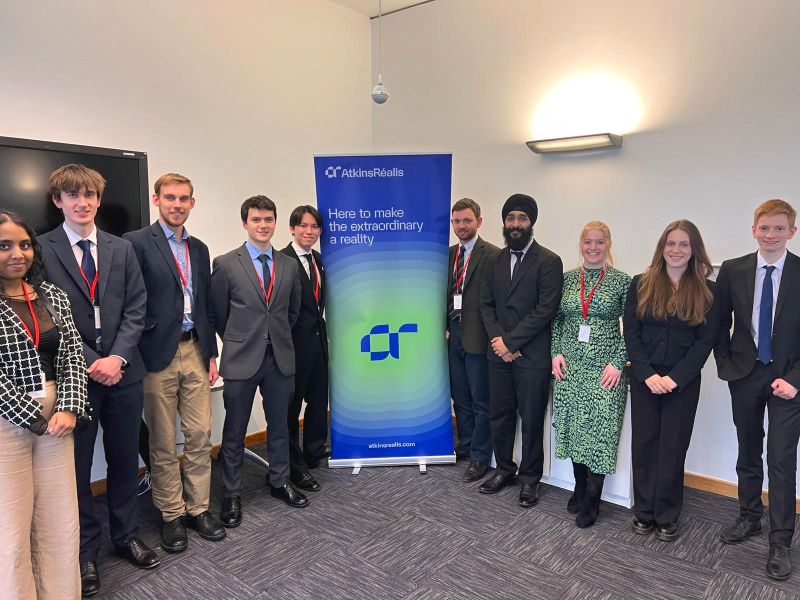 AtkinsRéalis
Here to make
the extraordinary
a reality
atkinsrealis.com